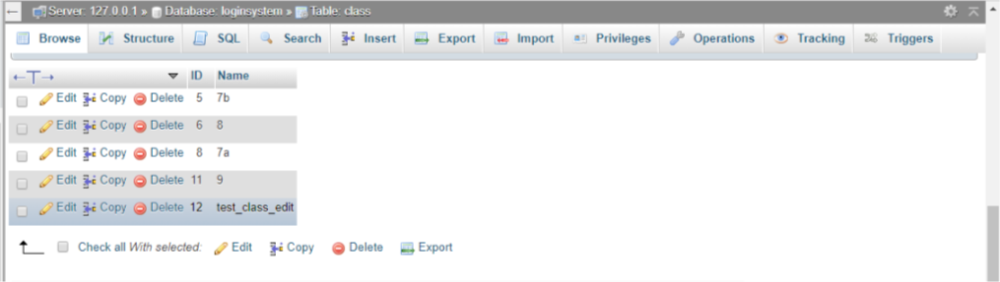 Server: 127.0.0.1 » Database: loginsystem » Table: class
Browse Structure SQL Search Insert Export Import Privileges Operations Tracking Triggers
←T→ ID Name
Edit Copy Delete 5 7b
Edit Copy Delete 6 8
Edit Copy Delete 8 7a
Edit Copy Delete 11 9
Edit Copy Delete 12 test_class_edit
Check all With selected: Edit Copy Delete Export